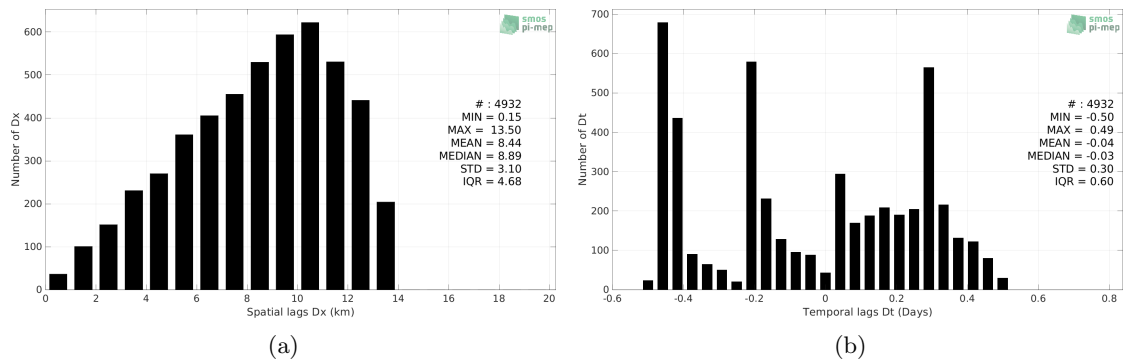 smos
pi-mep
600
500
400
300
200
100
0
Number of Dx
# : 4932
MIN = 0.15
MAX = 13.50
MEAN = 8.44
MEDIAN = 8.89
STD = 3.10
IQR = 4.68
0 2 4 6 8 10 12 14 16 18 20
Spatial lags Dx (km)
(a)
smos
pi-mep
700
600
500
400
300
200
100
0
Number of Dt
# : 4932
MIN = -0.50
MAX = 0.49
MEAN = -0.04
MEDIAN = -0.03
STD = 0.30
IQR = 0.60
-0.6 -0.4 -0.2 0 0.2 0.4 0.6 0.8
Temporal lags Dt (Days)
(b)